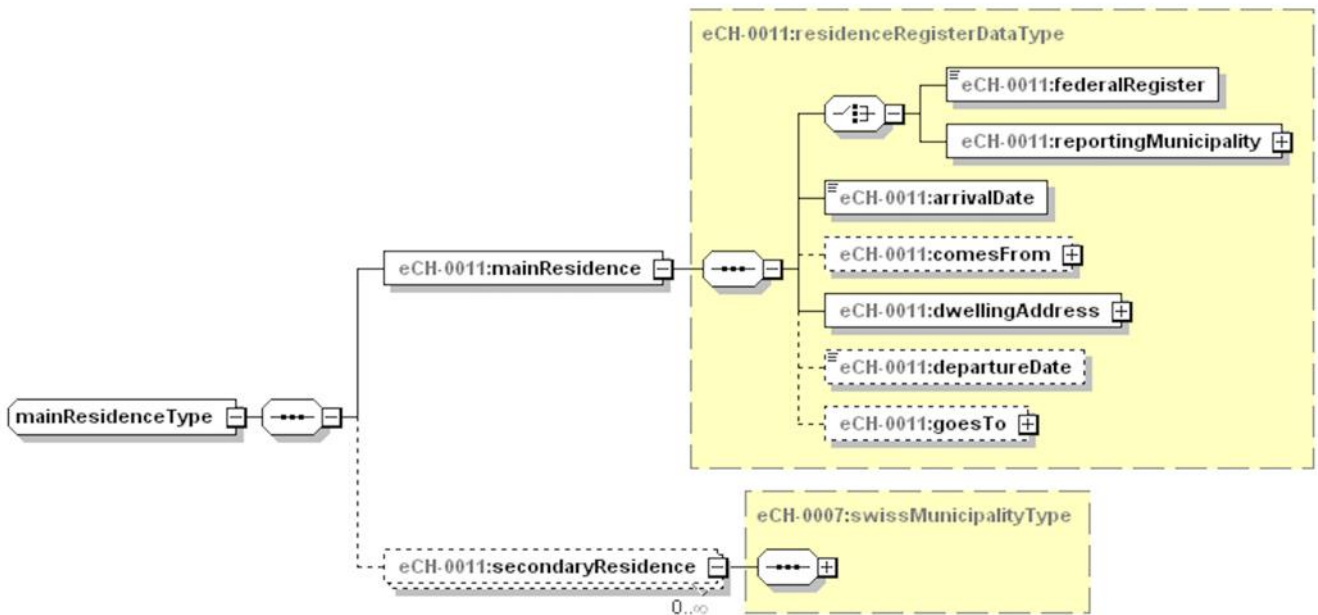 eCH-0011:residenceRegisterDataType
eCH-0011:federalRegister
eCH-0011:reportingMunicipality
eCH-0011:arrivalDate
eCH-0011:comesFrom
eCH-0011:mainResidence
eCH-0011:dwellingAddress
eCH-0011:departureDate
mainResidenceType
eCH-0011:goesTo
eCH-0007:swissMunicipalityType
eCH-0011:secondaryResidence
0..∞